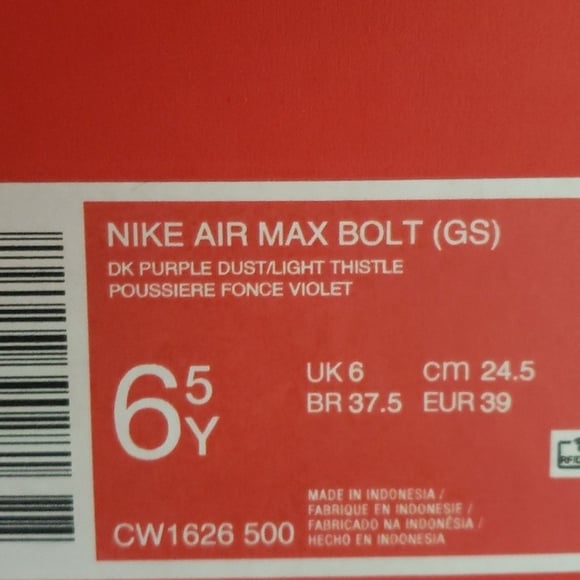 NIKE AIR MAX BOLT (GS)
DK PURPLE DUST/LIGHT THISTLE
POUSSIERE FONCE VIOLET
6 5 Y
UK 6 cm 24.5
BR 37.5 EUR 39
MADE IN INDONESIA /
FABRIQUE EN INDONESIE /
FABRICADO NA INDONÉSIA /
HECHO EN INDONESIA
CW1626 500
RFID